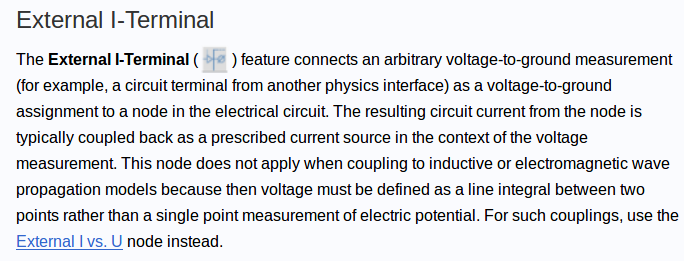 External I-Terminal
The External I-Terminal ( ) feature connects an arbitrary voltage-to-ground measurement
(for example, a circuit terminal from another physics interface) as a voltage-to-ground
assignment to a node in the electrical circuit. The resulting circuit current from the node is
typically coupled back as a prescribed current source in the context of the voltage
measurement. This node does not apply when coupling to inductive or electromagnetic wave
propagation models because then voltage must be defined as a line integral between two
points rather than a single point measurement of electric potential. For such couplings, use the
External I vs. U node instead.